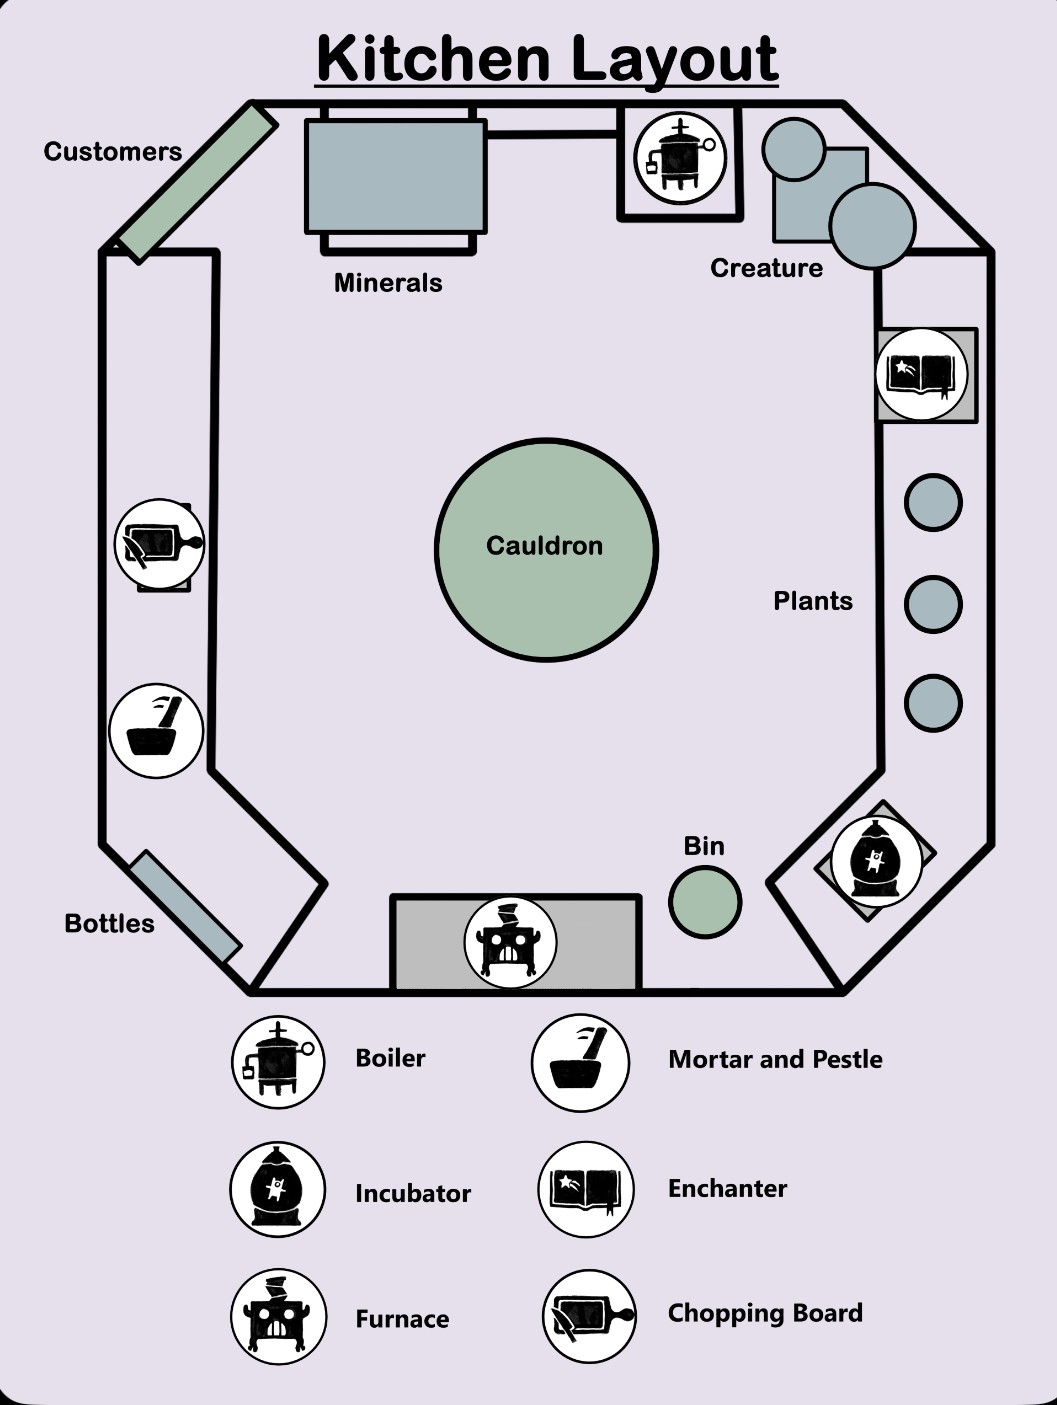 Kitchen Layout
Customers
Minerals
Creature
Cauldron
Plants
Bin
Bottles
Boiler
Mortar and Pestle
Incubator
Enchanter
Furnace
Chopping Board